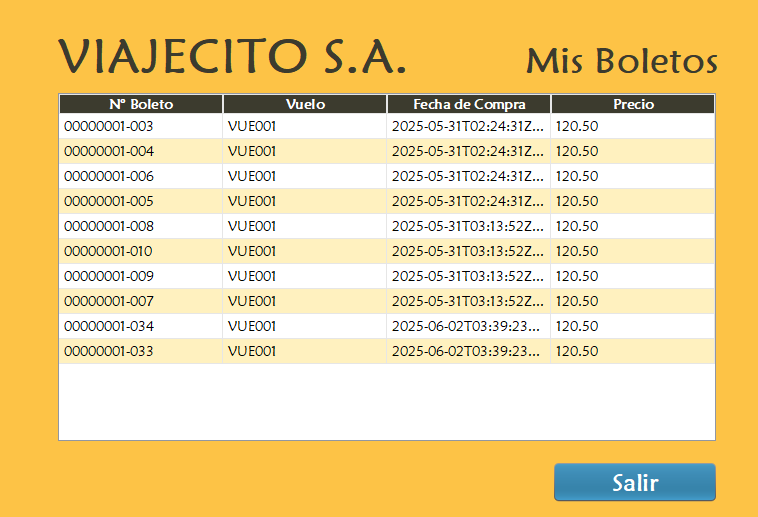 VIAJECITO S.A. Mis Boletos
Nº Boleto Vuelo Fecha de Compra Precio
00000001-003 VUE001 2025-05-31T02:24:31Z... 120.50
00000001-004 VUE001 2025-05-31T02:24:31Z... 120.50
00000001-006 VUE001 2025-05-31T02:24:31Z... 120.50
00000001-005 VUE001 2025-05-31T02:24:31Z... 120.50
00000001-008 VUE001 2025-05-31T03:13:52Z... 120.50
00000001-010 VUE001 2025-05-31T03:13:52Z... 120.50
00000001-009 VUE001 2025-05-31T03:13:52Z... 120.50
00000001-007 VUE001 2025-05-31T03:13:52Z... 120.50
00000001-034 VUE001 2025-06-02T03:39:23... 120.50
00000001-033 VUE001 2025-06-02T03:39:23... 120.50
Salir